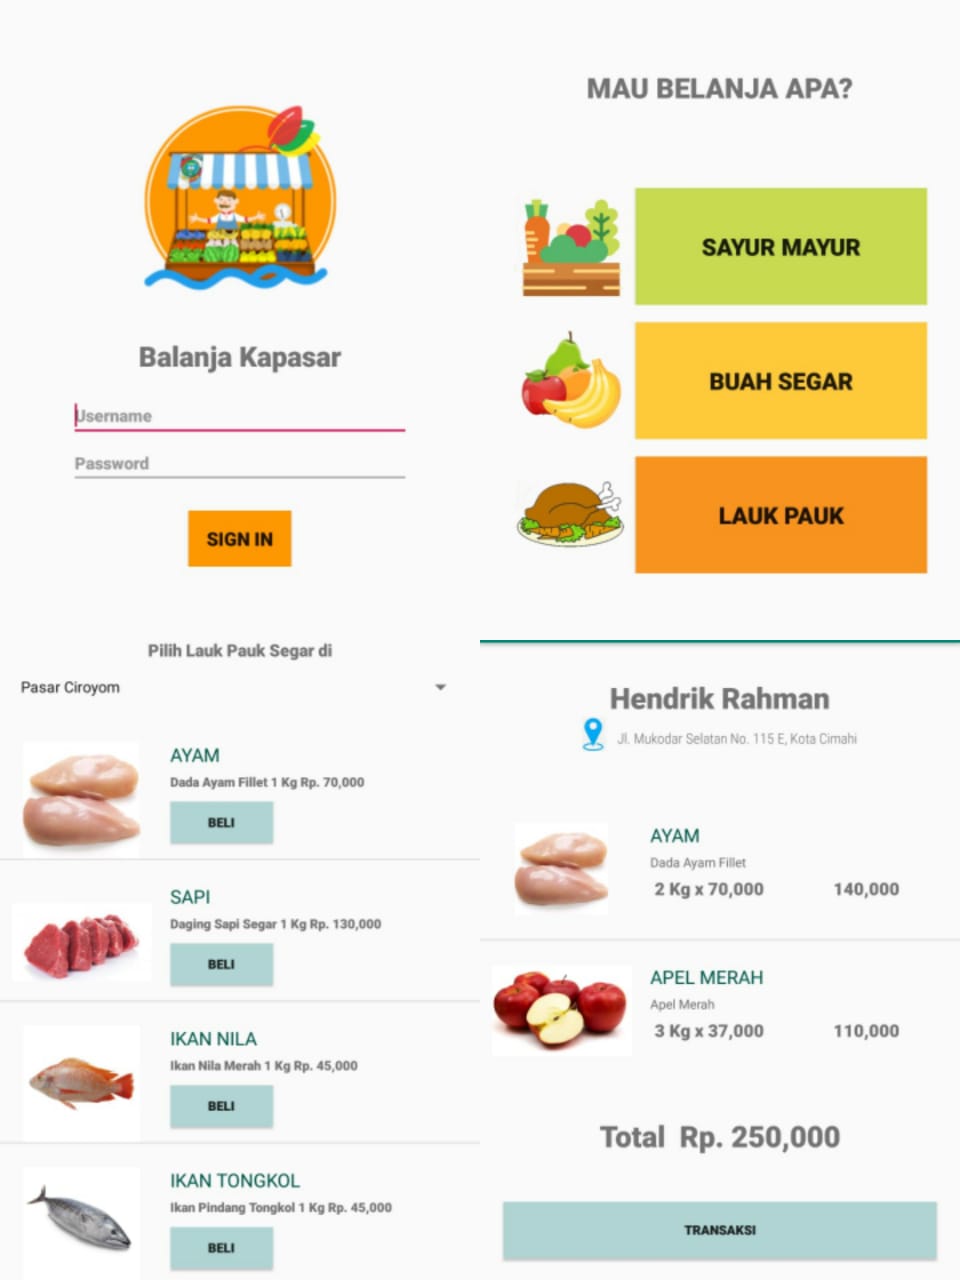 Balanja Kapasar
Username
Password
SIGN IN
MAU BELANJA APA?
SAYUR MAYUR
BUAH SEGAR
LAUK PAUK
Pilih Lauk Pauk Segar di
Pasar Ciroyom
AYAM
Dada Ayam Fillet 1 Kg Rp. 70,000
BELI
SAPI
Daging Sapi Segar 1 Kg Rp. 130,000
BELI
IKAN NILA
Ikan Nila Merah 1 Kg Rp. 45,000
BELI
IKAN TONGKOL
Ikan Pindang Tongkol 1 Kg Rp. 45,000
BELI
Hendrik Rahman
Jl. Mukodar Selatan No. 115 E, Kota Cimahi
AYAM
Dada Ayam Fillet
2 Kg x 70,000 140,000
APEL MERAH
Apel Merah
3 Kg x 37,000 110,000
Total Rp. 250,000
TRANSAKSI